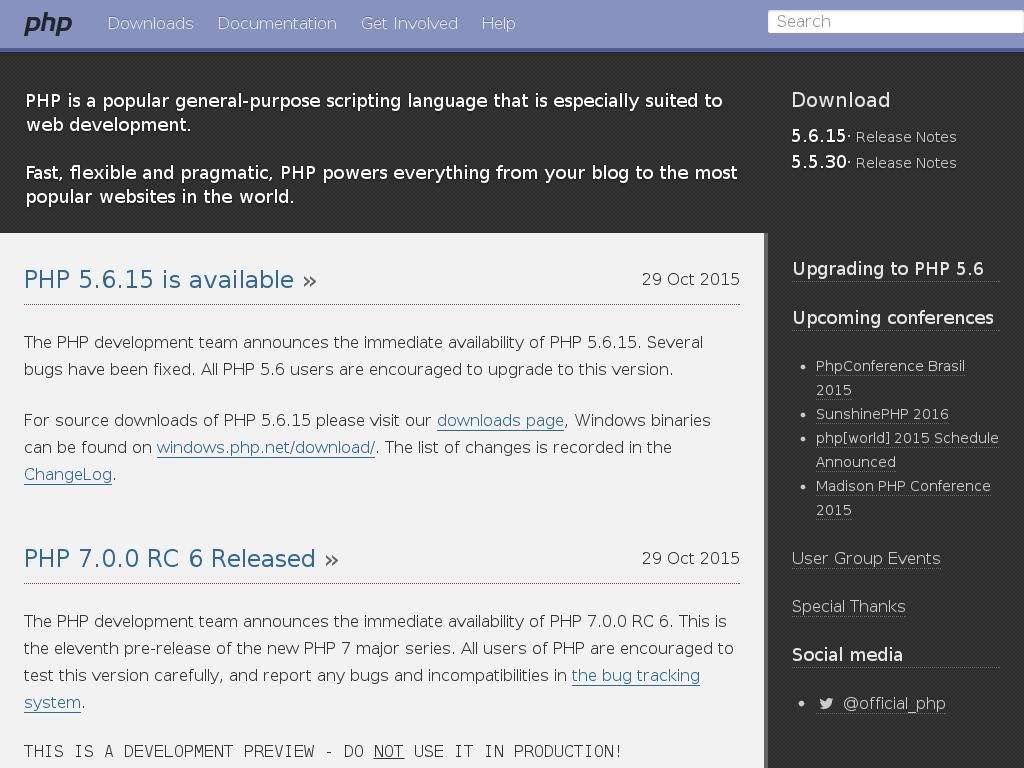 php Downloads Documentation Get Involved Help Search
PHP is a popular general-purpose scripting language that is especially suited to
web development.
Fast, flexible and pragmatic, PHP powers everything from your blog to the most
popular websites in the world.
Download
5.6.15· Release Notes
5.5.30· Release Notes
PHP 5.6.15 is available » 29 Oct 2015
The PHP development team announces the immediate availability of PHP 5.6.15. Several
bugs have been fixed. All PHP 5.6 users are encouraged to upgrade to this version.
For source downloads of PHP 5.6.15 please visit our downloads page, Windows binaries
can be found on windows.php.net/download/. The list of changes is recorded in the
ChangeLog.
PHP 7.0.0 RC 6 Released » 29 Oct 2015
The PHP development team announces the immediate availability of PHP 7.0.0 RC 6. This is
the eleventh pre-release of the new PHP 7 major series. All users of PHP are encouraged to
test this version carefully, and report any bugs and incompatibilities in the bug tracking
system.
THIS IS A DEVELOPMENT PREVIEW - DO NOT USE IT IN PRODUCTION!
Upgrading to PHP 5.6
Upcoming conferences
• PhpConference Brasil
2015
• SunshinePHP 2016
• php[world] 2015 Schedule
Announced
• Madison PHP Conference
2015
User Group Events
Special Thanks
Social media
• @official_php